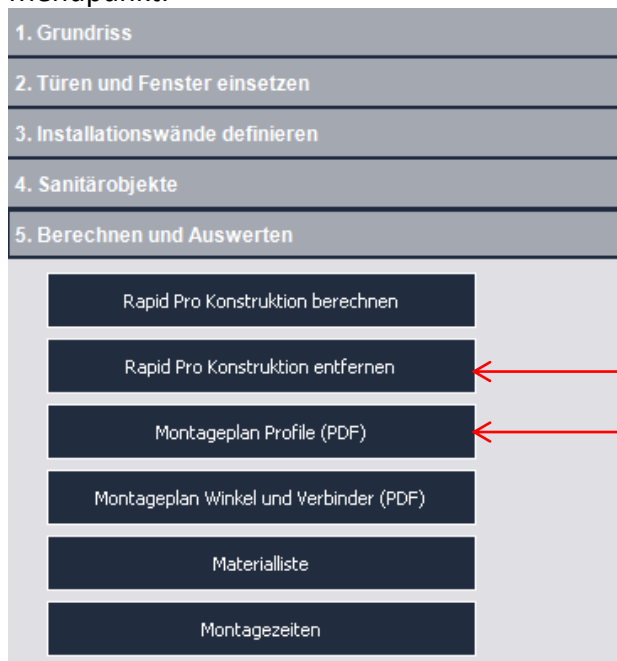 Menüpunkt.
1. Grundriss
2. Türen und Fenster einsetzen
3. Installationswände definieren
4. Sanitärobjekte
5. Berechnen und Auswerten
Rapid Pro Konstruktion berechnen
Rapid Pro Konstruktion entfernen
Montageplan Profile (PDF)
Montageplan Winkel und Verbinder (PDF)
Materialliste
Montagezeiten